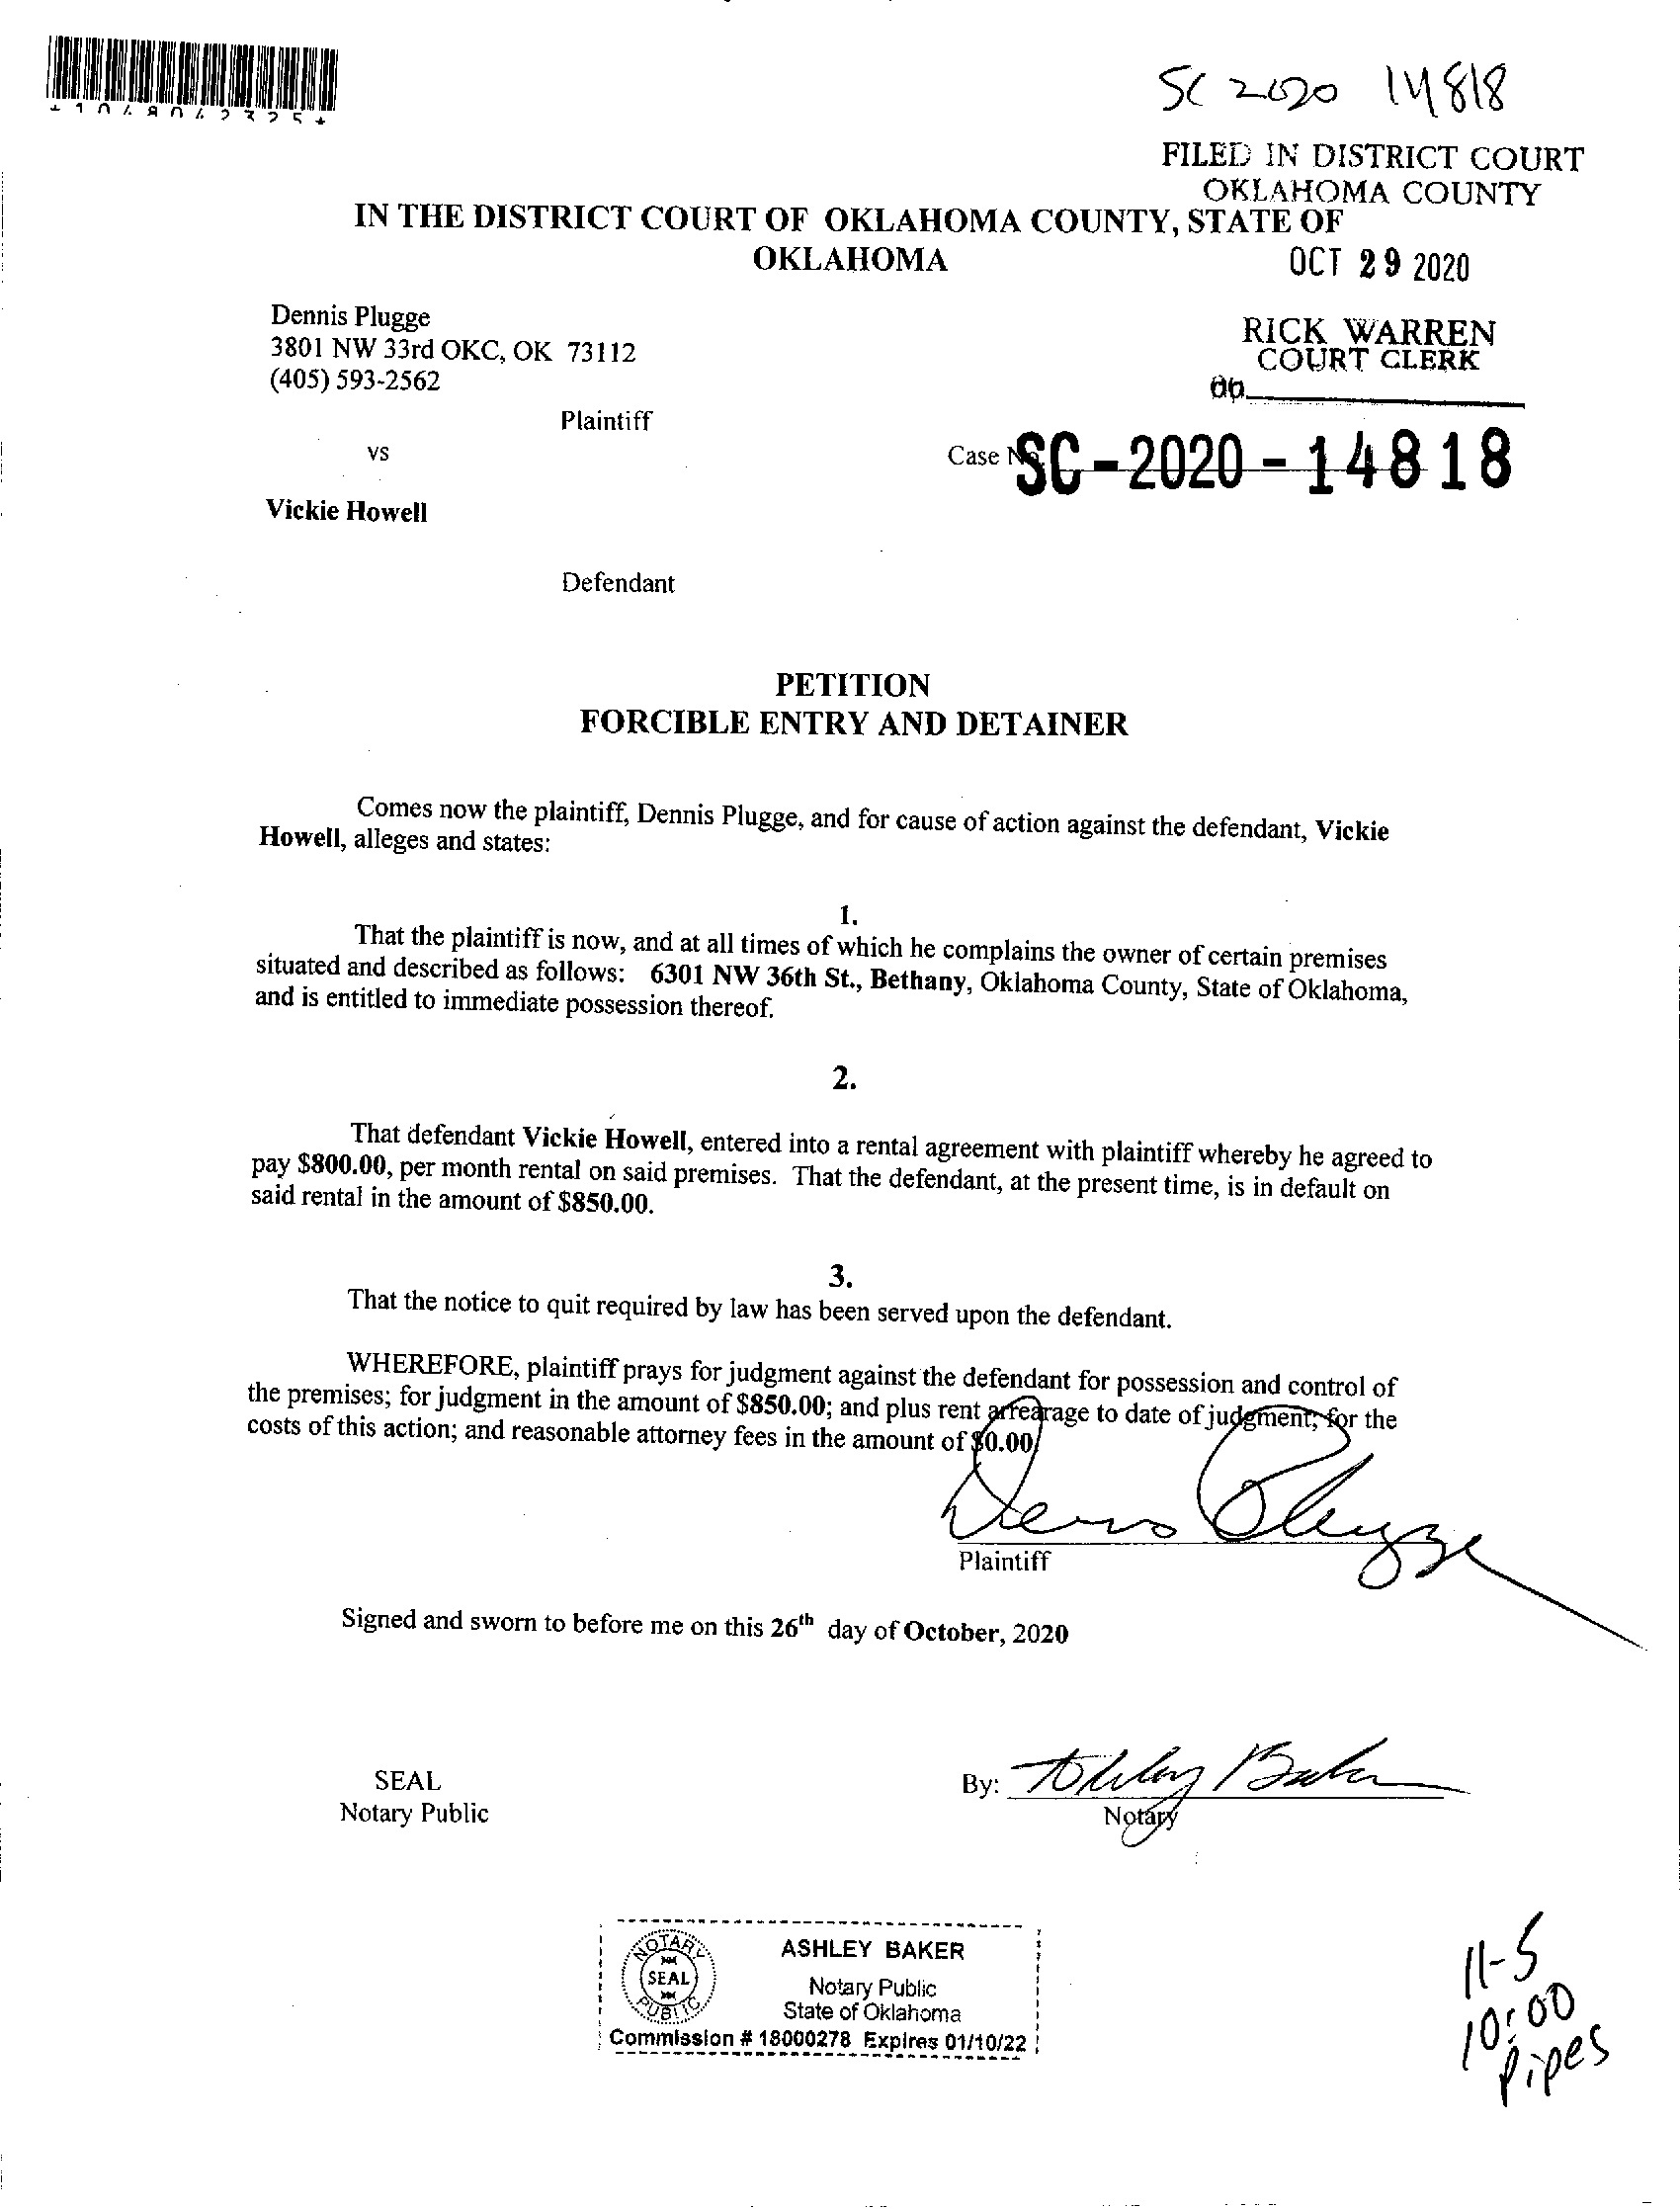 SC 2020 14818
FILED IN DISTRICT COURT
OKLAHOMA COUNTY
IN THE DISTRICT COURT OF OKLAHOMA COUNTY, STATE OF
OKLAHOMA
OCT 29 2020
Dennis Plugge
3801 NW 33rd OKC, OK 73112
(405) 593-2562
RICK WARREN
COURT CLERK
Plaintiff
vs
Case No. SC-2020-14818
Vickie Howell
Defendant
PETITION
FORCIBLE ENTRY AND DETAINER
Comes now the plaintiff, Dennis Plugge, and for cause of action against the defendant, Vickie
Howell, alleges and states:
1.
That the plaintiff is now, and at all times of which he complains the owner of certain premises
situated and described as follows: 6301 NW 36th St., Bethany, Oklahoma County, State of Oklahoma,
and is entitled to immediate possession thereof.
2.
That defendant Vickie Howell, entered into a rental agreement with plaintiff whereby he agreed to
pay $800.00, per month rental on said premises. That the defendant, at the present time, is in default on
said rental in the amount of $850.00.
3.
That the notice to quit required by law has been served upon the defendant.
WHEREFORE, plaintiff prays for judgment against the defendant for possession and control of
the premises; for judgment in the amount of $850.00; and plus rent arrearage to date of judgment; for the
costs of this action; and reasonable attorney fees in the amount of $0.00
Dennis Plugge
Plaintiff
Signed and sworn to before me on this 26th day of October, 2020
SEAL
Notary Public
By: Ashley Baker
Notary
NOTARY
SEAL
PUBLIC
ASHLEY BAKER
Notary Public
State of Oklahoma
Commission # 18000278 Expires 01/10/22
11-5
10:00
Pipes